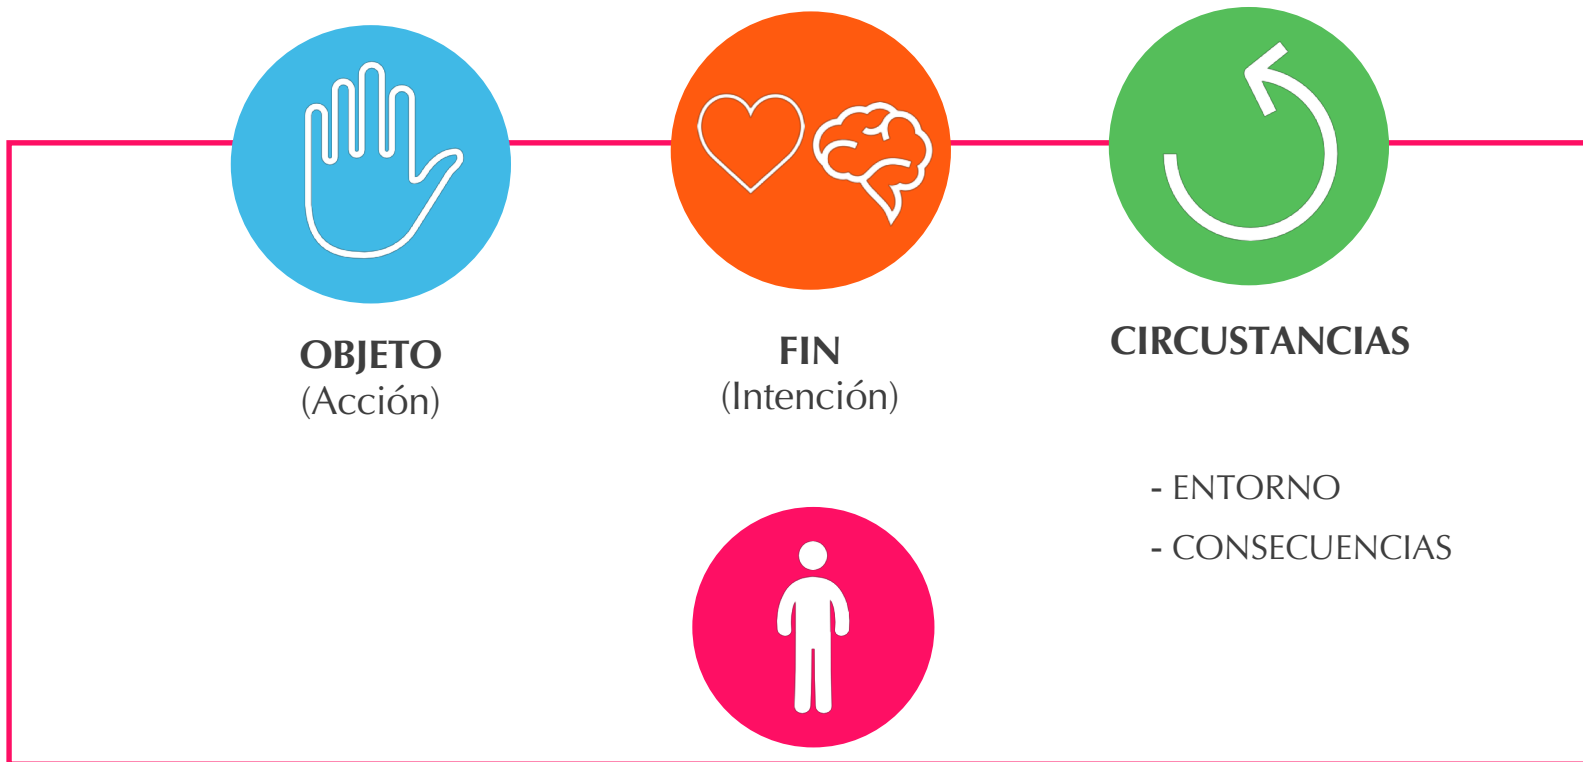 OBJETO
(Acción)
FIN
(Intención)
CIRCUSTANCIAS
- ENTORNO
- CONSECUENCIAS